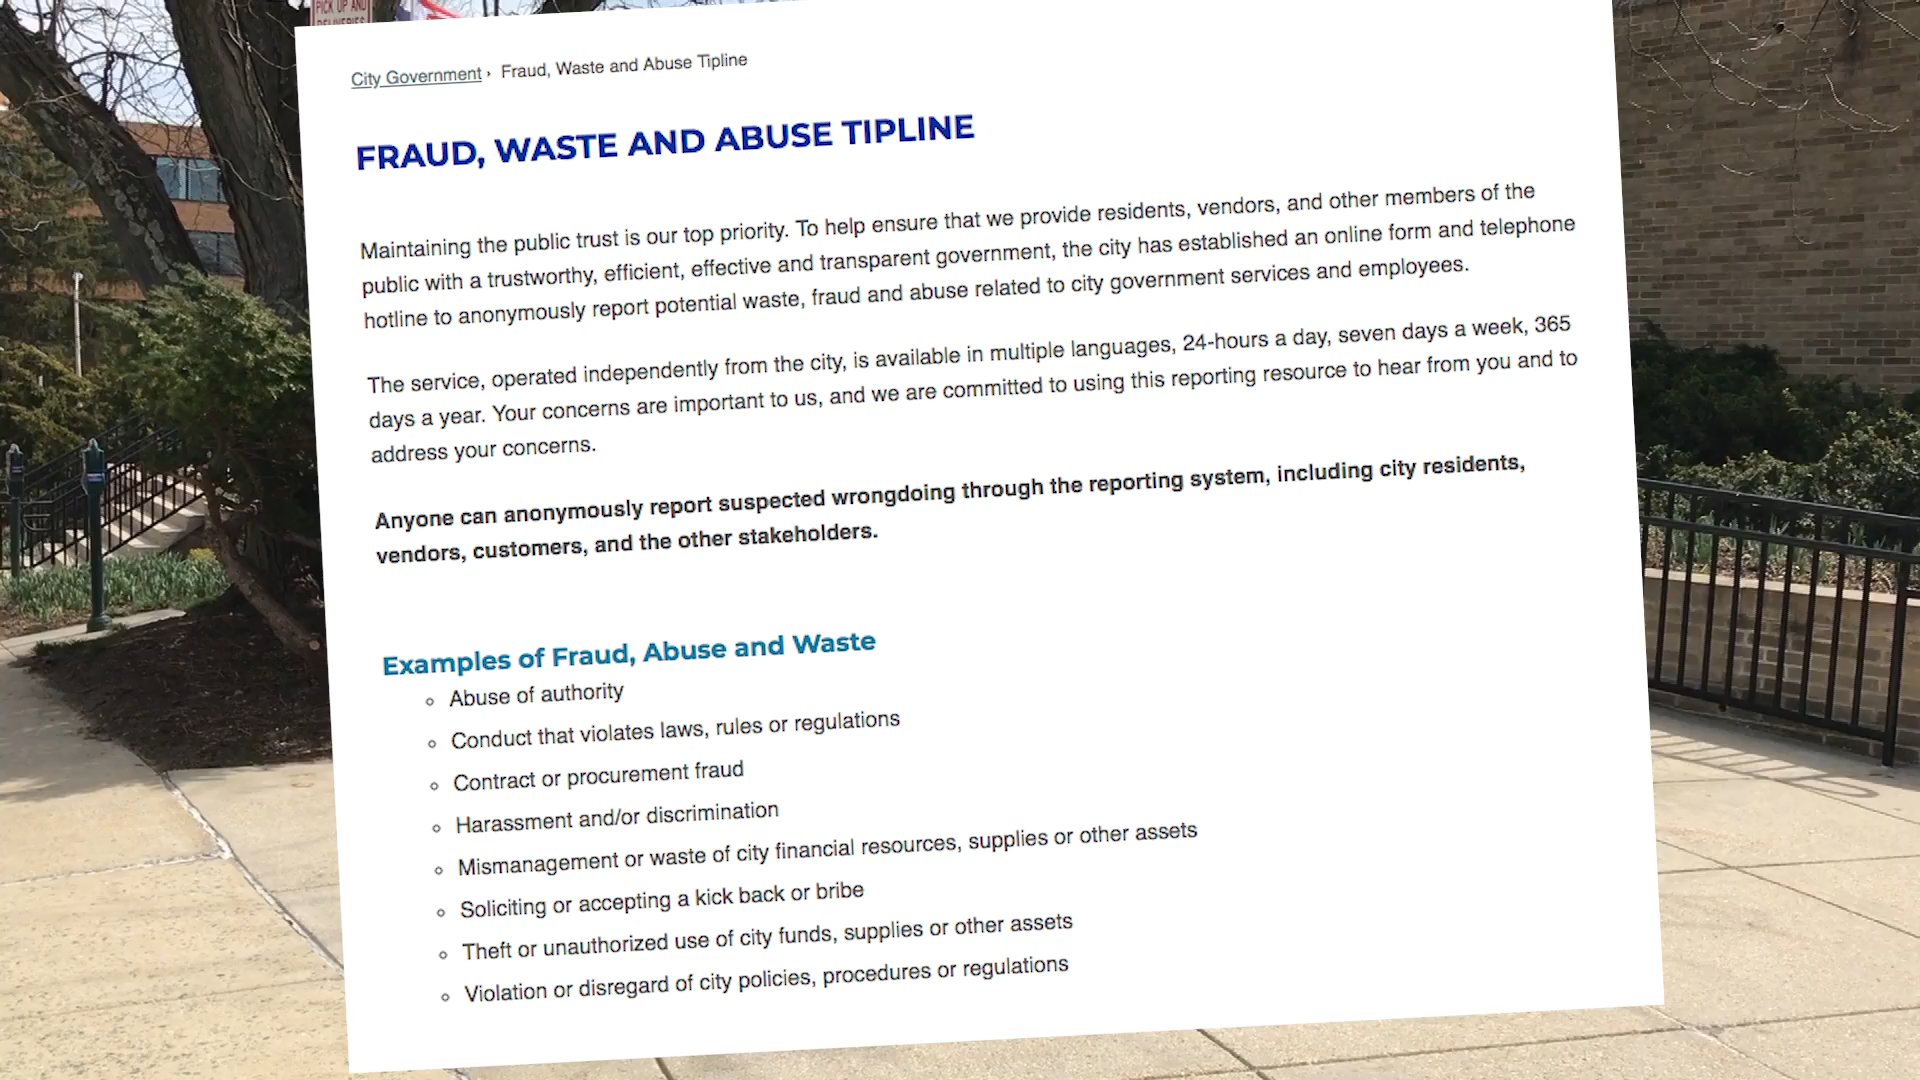 PICK UP AND
DELIVERIES
City Government › Fraud, Waste and Abuse Tipline
FRAUD, WASTE AND ABUSE TIPLINE
Maintaining the public trust is our top priority. To help ensure that we provide residents, vendors, and other members of the
public with a trustworthy, efficient, effective and transparent government, the city has established an online form and telephone
hotline to anonymously report potential waste, fraud and abuse related to city government services and employees.
The service, operated independently from the city, is available in multiple languages, 24-hours a day, seven days a week, 365
days a year. Your concerns are important to us, and we are committed to using this reporting resource to hear from you and to
address your concerns.
Anyone can anonymously report suspected wrongdoing through the reporting system, including city residents,
vendors, customers, and the other stakeholders.
Examples of Fraud, Abuse and Waste
Abuse of authority
Conduct that violates laws, rules or regulations
Contract or procurement fraud
Harassment and/or discrimination
Mismanagement or waste of city financial resources, supplies or other assets
Soliciting or accepting a kick back or bribe
Theft or unauthorized use of city funds, supplies or other assets
Violation or disregard of city policies, procedures or regulations